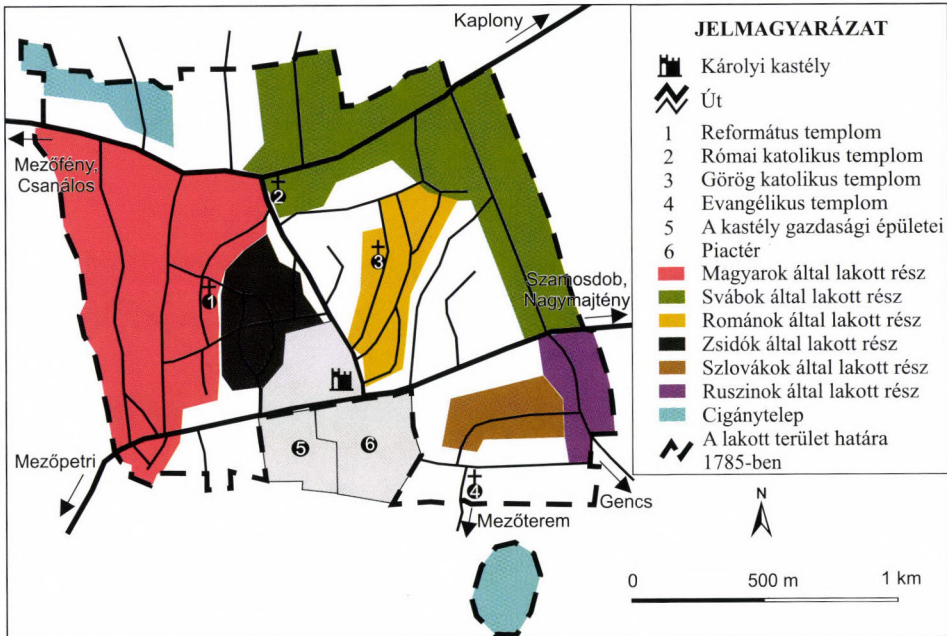 Kaplony
Mezőfény,
Csanálos
2
3
1
Szamosdob,
Nagymajtény
5
6
4
Mezőpetri
Mezőterem
Gencs
JELMAGYARÁZAT
Károlyi kastély
Út
1 Református templom
2 Római katolikus templom
3 Görög katolikus templom
4 Evangélikus templom
5 A kastély gazdasági épületei
6 Piactér
Magyarok által lakott rész
Svábok által lakott rész
Románok által lakott rész
Zsidók által lakott rész
Szlovákok által lakott rész
Ruszinok által lakott rész
Cigánytelep
A lakott terület határa
1785-ben
N
0 500 m 1 km